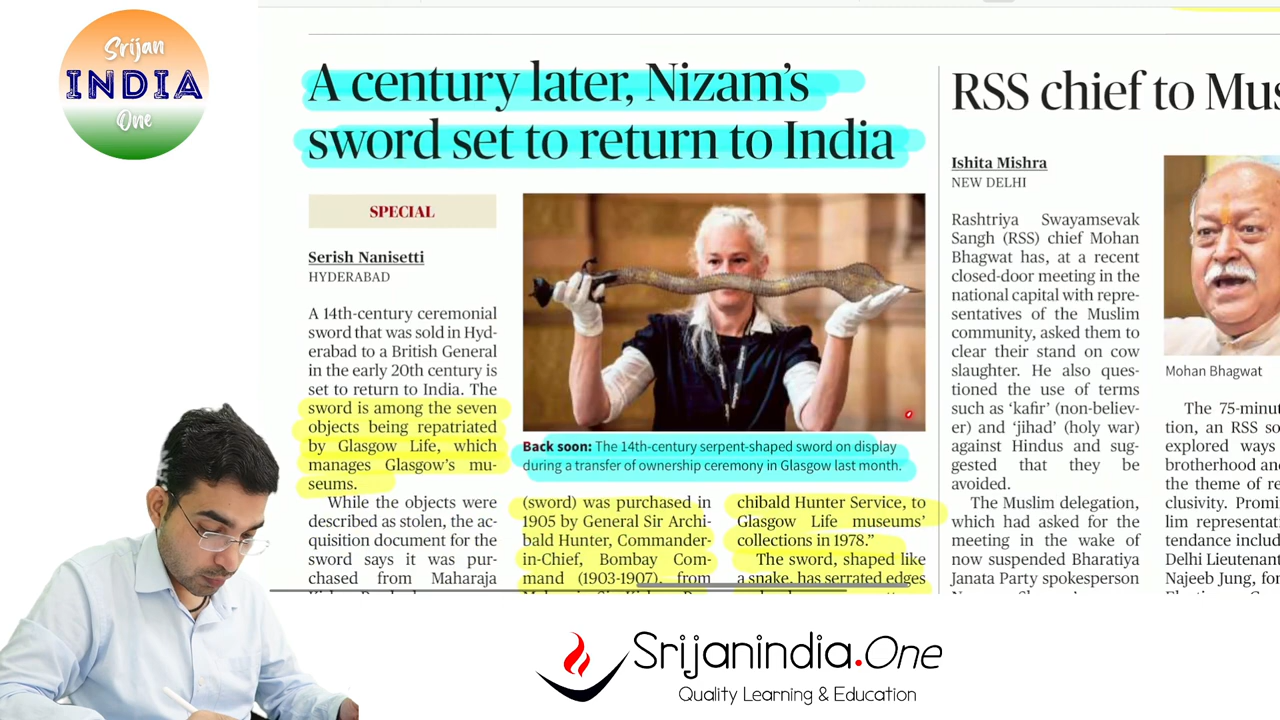 Srijan
INDIA
One
A century later, Nizam’s
sword set to return to India
SPECIAL
Serish Nanisetti
HYDERABAD
A 14th-century ceremonial
sword that was sold in Hyd-
erabad to a British General
in the early 20th century is
set to return to India. The
sword is among the seven
objects being repatriated
by Glasgow Life, which
manages Glasgow’s mu-
seums.
While the objects were
described as stolen, the ac-
quisition document for the
sword says it was pur-
chased from Maharaja
Back soon: The 14th-century serpent-shaped sword on display
during a transfer of ownership ceremony in Glasgow last month.
(sword) was purchased in
1905 by General Sir Archi-
bald Hunter, Commander-
in-Chief, Bombay Com-
mand (1903-1907), from
chibald Hunter Service, to
Glasgow Life museums’
collections in 1978.”
The sword, shaped like
a snake, has serrated edges
RSS chief to Mus
Ishita Mishra
NEW DELHI
Rashtriya Swayamsevak
Sangh (RSS) chief Mohan
Bhagwat has, at a recent
closed-door meeting in the
national capital with repre-
sentatives of the Muslim
community, asked them to
clear their stand on cow
slaughter. He also ques-
tioned the use of terms
such as ‘kafir’ (non-believ-
er) and ‘jihad’ (holy war)
against Hindus and sug-
gested that they be
avoided.
The Muslim delegation,
which had asked for the
meeting in the wake of
now suspended Bharatiya
Janata Party spokesperson
Mohan Bhagwat
The 75-minut
tion, an RSS so
explored ways
brotherhood an
the theme of re
clusivity. Promi
lim representati
tendance includ
Delhi Lieutenan
Najeeb Jung, for
Srijanindia.One
Quality Learning & Education